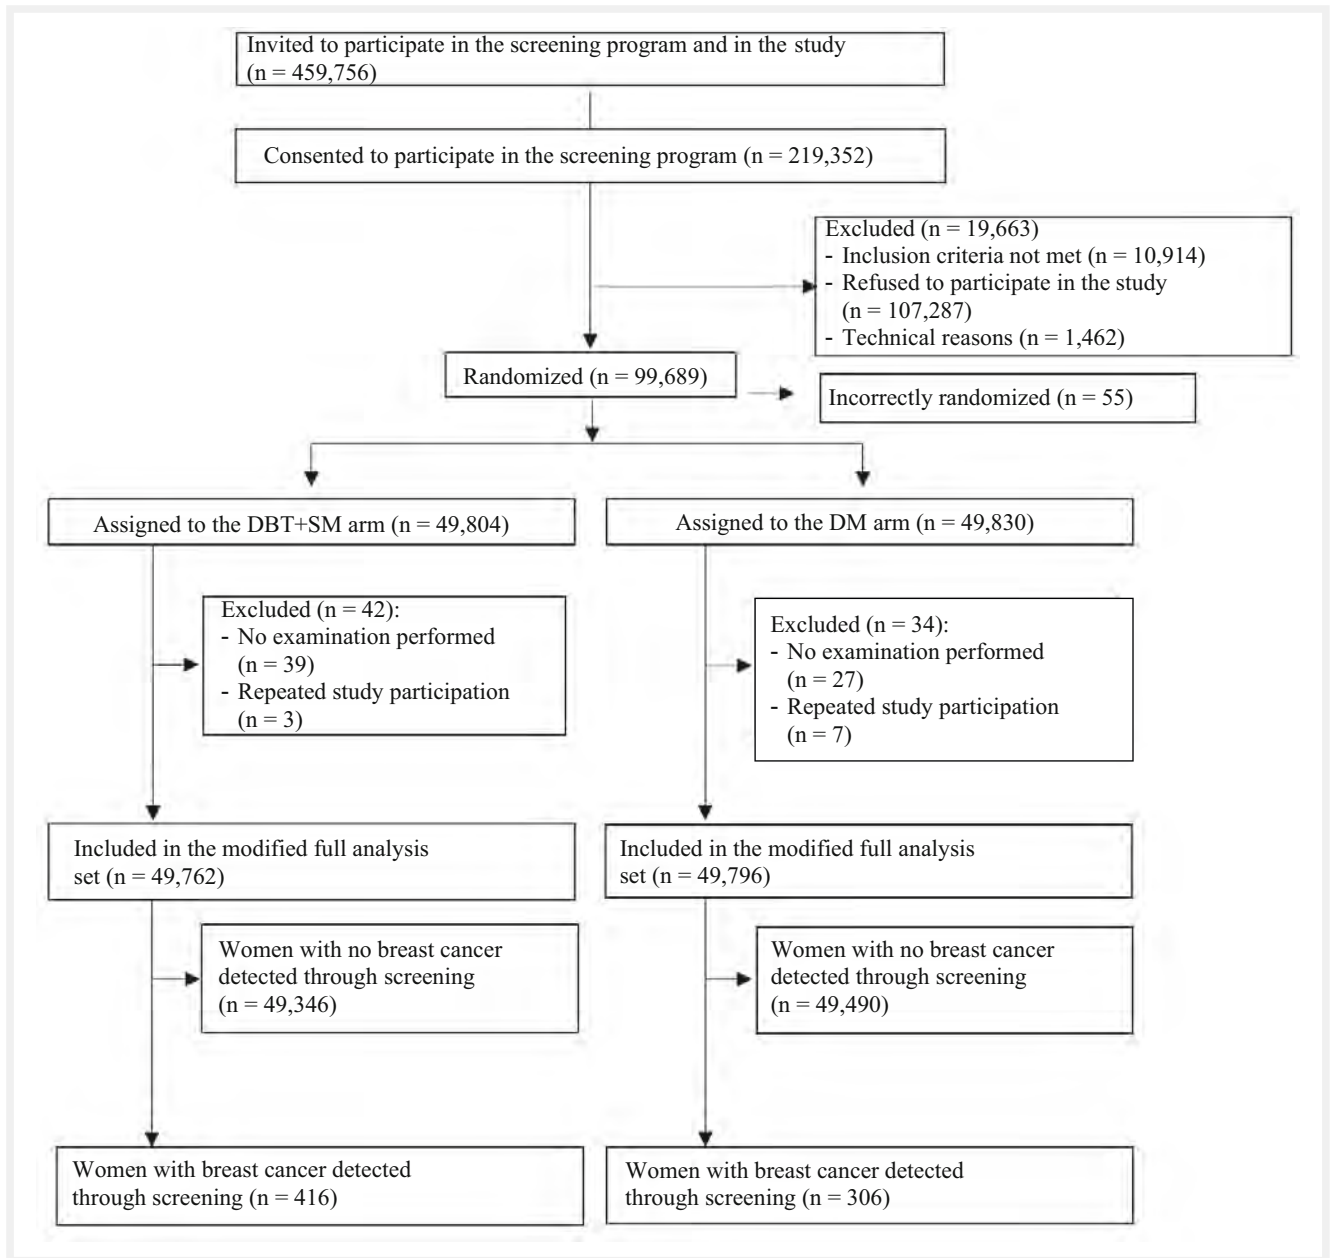 Invited to participate in the screening program and in the study
(n = 459,756)
Consented to participate in the screening program (n = 219,352)
Excluded (n = 19,663)
- Inclusion criteria not met (n = 10,914)
- Refused to participate in the study
(n = 107,287)
- Technical reasons (n = 1,462)
Randomized (n = 99,689)
Incorrectly randomized (n = 55)
Assigned to the DBT+SM arm (n = 49,804)
Assigned to the DM arm (n = 49,830)
Excluded (n = 42):
- No examination performed
(n = 39)
- Repeated study participation
(n = 3)
Excluded (n = 34):
- No examination performed
(n = 27)
- Repeated study participation
(n = 7)
Included in the modified full analysis
set (n = 49,762)
Included in the modified full analysis
set (n = 49,796)
Women with no breast cancer
detected through screening
(n = 49,346)
Women with no breast cancer
detected through screening
(n = 49,490)
Women with breast cancer detected
through screening (n = 416)
Women with breast cancer detected
through screening (n = 306)